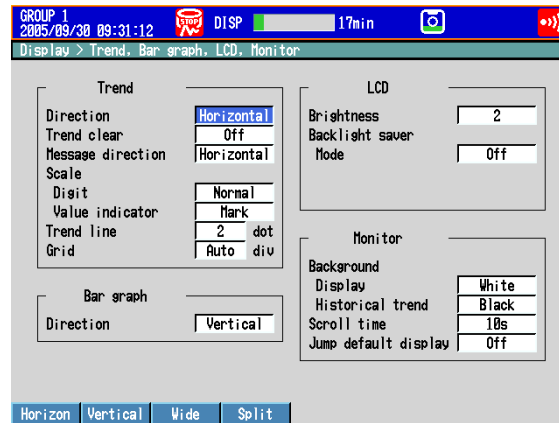 GROUP 1
2005/09/30 09:31:12
STOP
DISP
17min
Display > Trend, Bar graph, LCD, Monitor
Trend
Direction Horizontal
Trend clear Off
Message direction Horizontal
Scale
Digit Normal
Value indicator Mark
Trend line 2 dot
Grid Auto div
Bar graph
Direction Vertical
LCD
Brightness 2
Backlight saver
Mode Off
Monitor
Background
Display White
Historical trend Black
Scroll time 10s
Jump default display Off
Horizon Vertical Wide Split